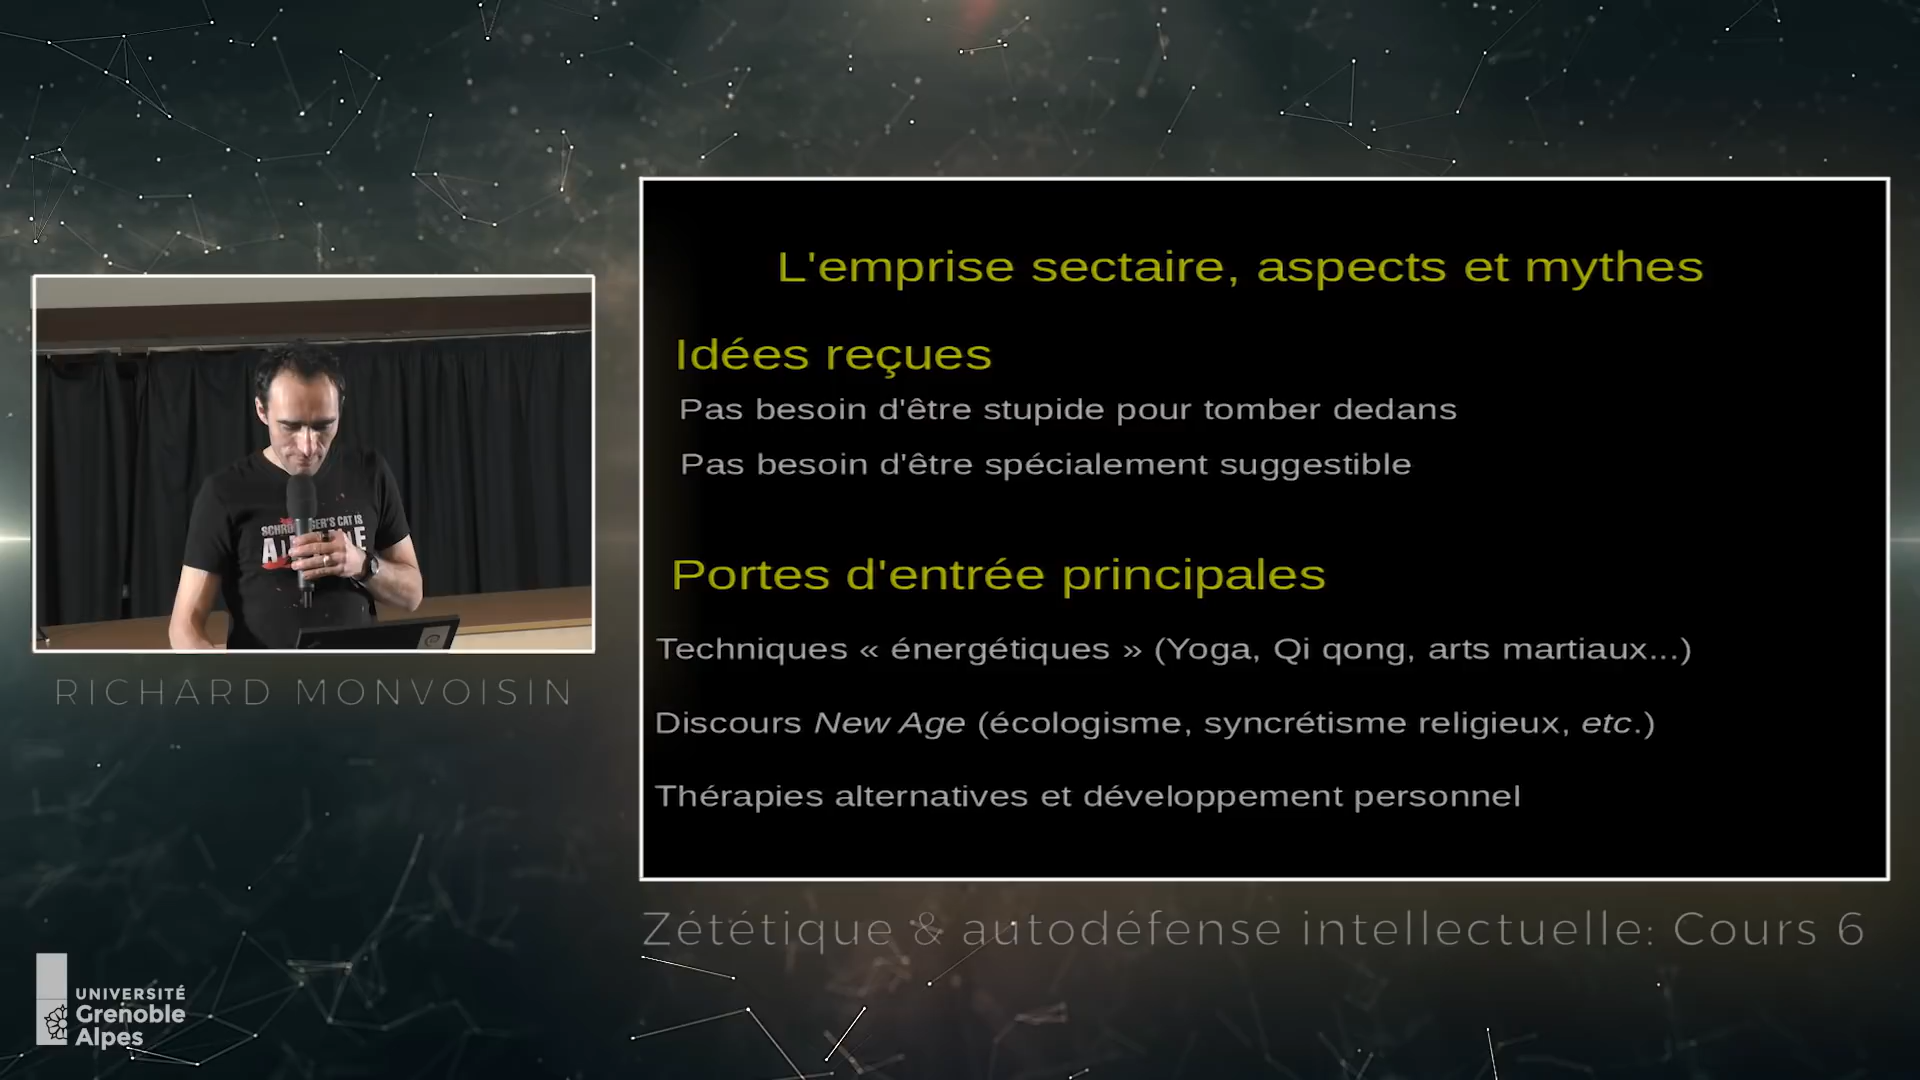 L'emprise sectaire, aspects et mythes
Idées reçues
Pas besoin d'être stupide pour tomber dedans
Pas besoin d'être spécialement suggestible
Portes d'entrée principales
Techniques « énergétiques » (Yoga, Qi qong, arts martiaux...)
Discours New Age (écologisme, syncrétisme religieux, etc.)
Thérapies alternatives et développement personnel
CAT IS
RICHARD MONVOISIN
Zététique & autodéfense intellectuelle: Cours 6
UNIVERSITÉ
Grenoble
Alpes